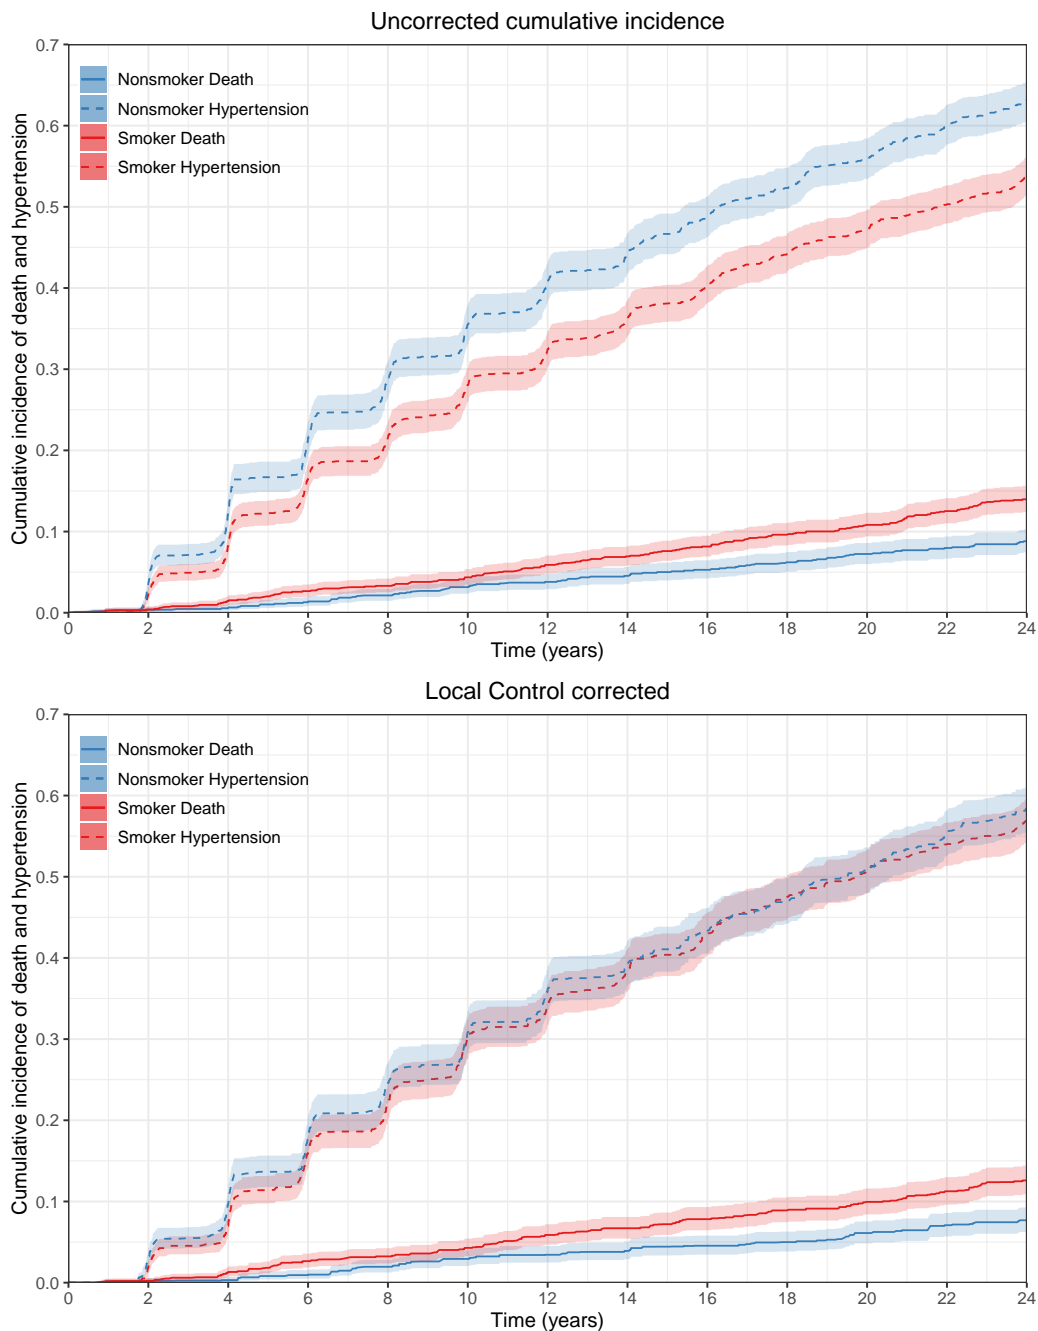 Uncorrected cumulative incidence
Cumulative incidence of death and hypertension
0.7
0.6
0.5
0.4
0.3
0.2
0.1
0.0
Nonsmoker Death
Nonsmoker Hypertension
Smoker Death
Smoker Hypertension
0 2 4 6 8 10 12 14 16 18 20 22 24
Time (years)
Local Control corrected
Cumulative incidence of death and hypertension
0.7
0.6
0.5
0.4
0.3
0.2
0.1
0.0
Nonsmoker Death
Nonsmoker Hypertension
Smoker Death
Smoker Hypertension
0 2 4 6 8 10 12 14 16 18 20 22 24
Time (years)